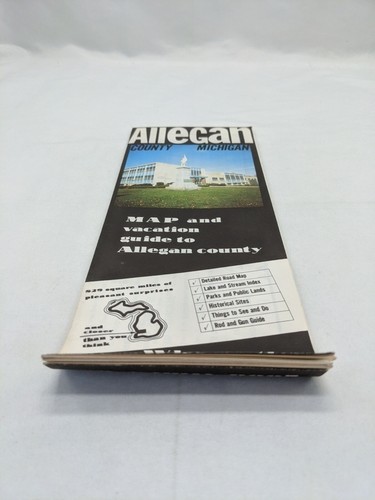 Allegan
COUNTY MICHIGAN
MAP and
vacation
guide to
Allegan county
829 square miles of
pleasant surprises
and
closer
than you
think
✓ Detailed Road Map
✓ Lake and Stream Index
✓ Parks and Public Lands
✓ Historical Sites
✓ Things to See and Do
✓ Rod and Gun Guide